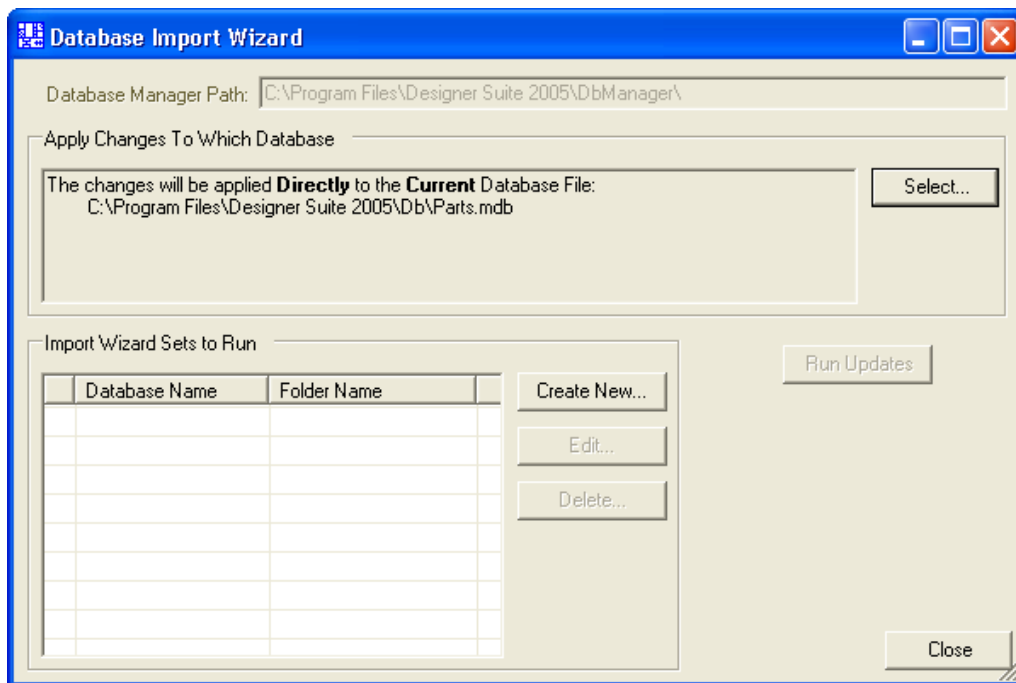 Database Import Wizard
Database Manager Path: C:\Program Files\Designer Suite 2005\DbManager\
Apply Changes To Which Database
The changes will be applied Directly to the Current Database File:
C:\Program Files\Designer Suite 2005\Db\Parts.mdb
Select...
Import Wizard Sets to Run
Database Name Folder Name
Create New...
Edit...
Delete...
Run Updates
Close